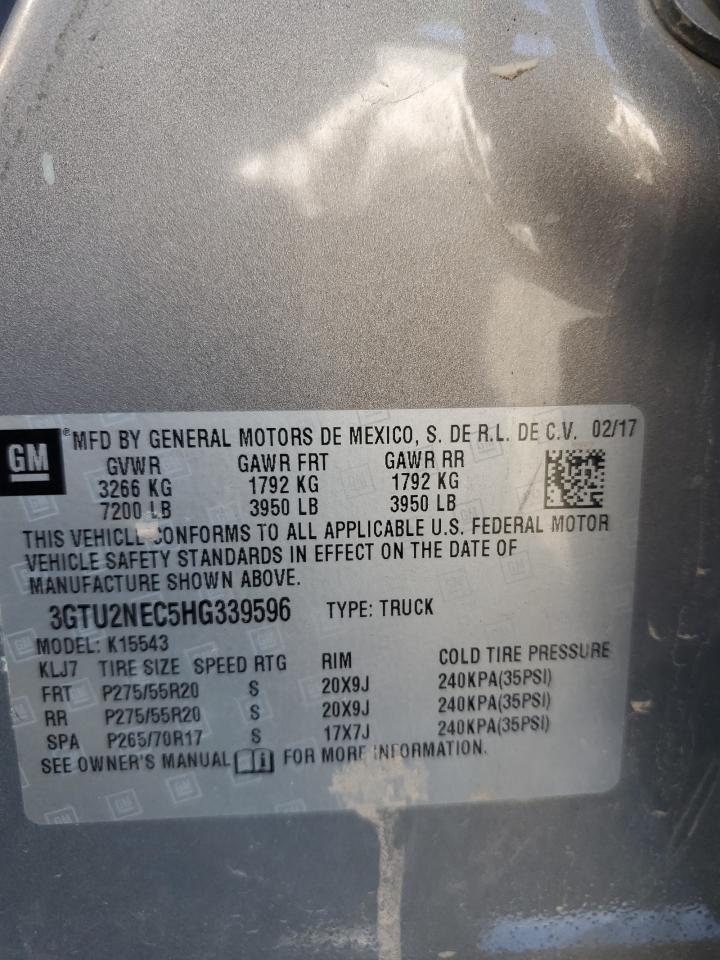 GM ®MFD BY GENERAL MOTORS DE MEXICO, S. DE R.L. DE C.V. 02/17
GVWR GAWR FRT GAWR RR
3266 KG 1792 KG 1792 KG
7200 LB 3950 LB 3950 LB
THIS VEHICLE CONFORMS TO ALL APPLICABLE U.S. FEDERAL MOTOR
VEHICLE SAFETY STANDARDS IN EFFECT ON THE DATE OF
MANUFACTURE SHOWN ABOVE.
3GTU2NEC5HG339596 TYPE: TRUCK
MODEL: K15543
KLJ7 TIRE SIZE SPEED RTG RIM COLD TIRE PRESSURE
FRT P275/55R20 S 20X9J 240KPA(35PSI)
RR P275/55R20 S 20X9J 240KPA(35PSI)
SPA P265/70R17 S 17X7J 240KPA(35PSI)
SEE OWNER'S MANUAL FOR MORE INFORMATION.